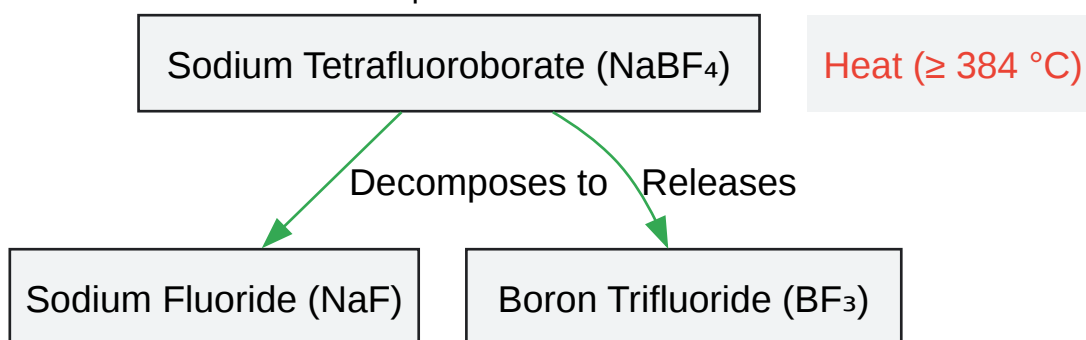 Sodium Tetrafluoroborate (NaBF₄)
Heat (≥ 384 °C)
Decomposes to
Releases
Sodium Fluoride (NaF)
Boron Trifluoride (BF₃)